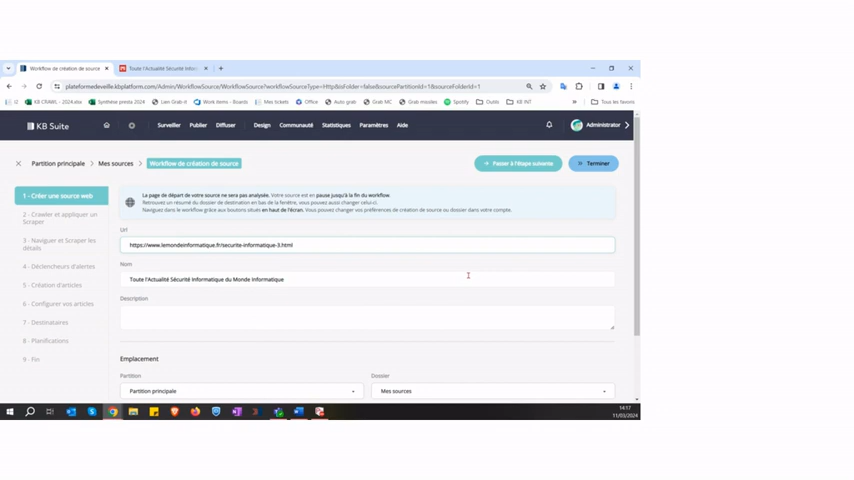 Workflow de création de source
Toute l'Actualité Sécurité Infor
plateformedeveille.kbplatform.com/Admin/WorkflowSource/WorkflowSource?workflowSourceType=Http&isFolder=false&sourcePartitionId=1&sourceFolderId=1
KB CRAWL - 2024.xlsx
Synthèse presta 2024
Lien Grab-it
Work items - Boards
Mes tickets
Office
Auto grab
Grab MC
Grab missiles
Spotify
Outils
KB INT
Tous les favoris
KB Suite
Surveiller
Publier
Diffuser
Design
Communauté
Statistiques
Paramètres
Aide
Administrator
Partition principale
Mes sources
Workflow de création de source
Passer à l'étape suivante
Terminer
1 - Créer une source web
2 - Crawler et appliquer un
Scraper
3 - Naviguer et Scraper les
détails
4 - Déclencheurs d'alertes
5 - Création d'articles
6 - Configurer vos articles
7 - Destinataires
8 - Planifications
9 - Fin
La page de départ de votre source ne sera pas analysée. Votre source est en pause jusqu'à la fin du workflow.
Retrouvez un résumé du dossier de destination en bas de la fenêtre, vous pouvez aussi changer celui-ci.
Naviguez dans le workflow grâce aux boutons situés en haut de l'écran. Vous pouvez changer vos préférences de création de source ou dossier dans votre compte.
Url
https://www.lemondeinformatique.fr/securite-informatique-3.html
Nom
Toute l'Actualité Sécurité Informatique du Monde Informatique
Description
Emplacement
Partition
Partition principale
Dossier
Mes sources
14:17
11/03/2024